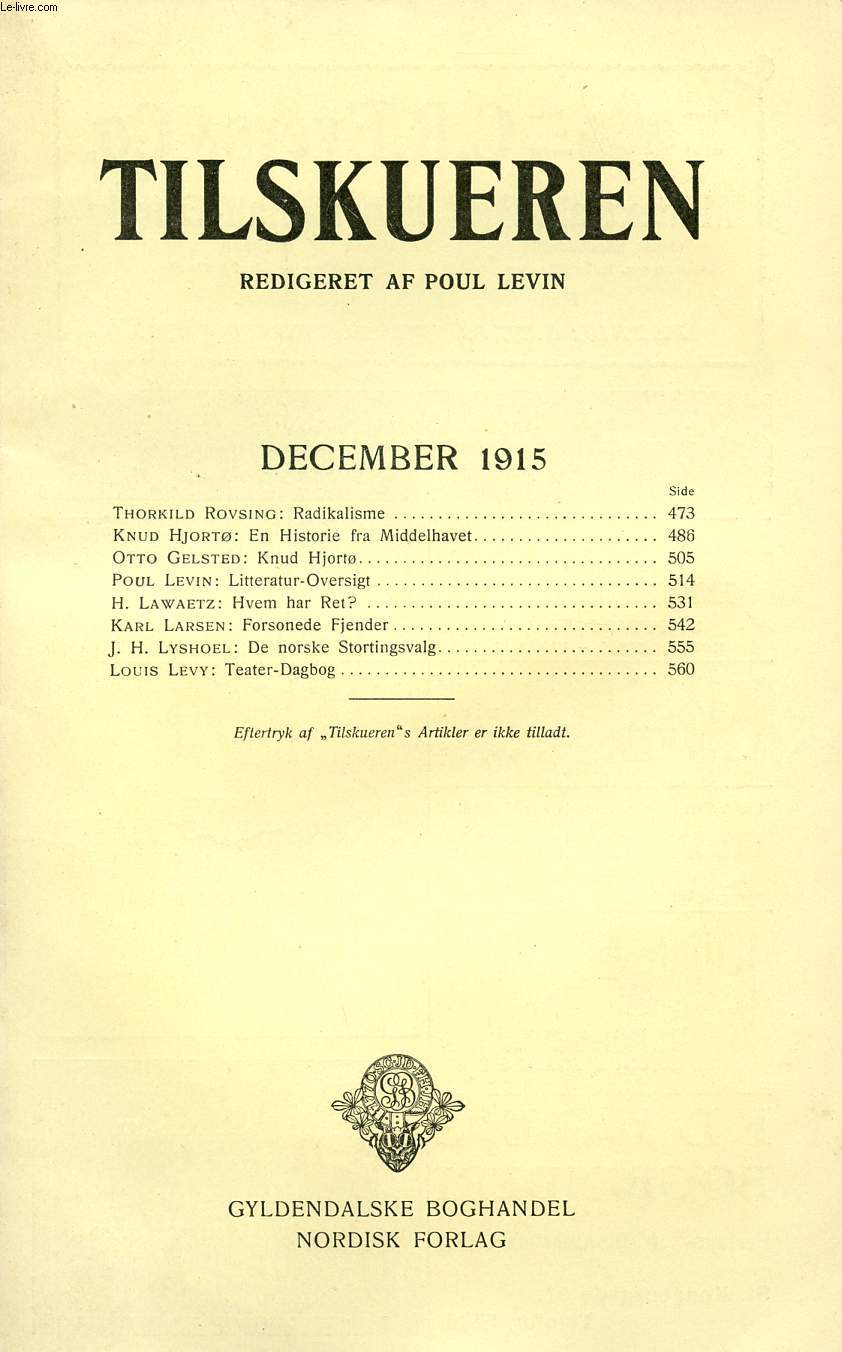 Le-livre.com
TILSKUEREN
REDIGERET AF POUL LEVIN
DECEMBER 1915
Side
THORKILD ROVSING: Radikalisme .............................. 473
KNUD HJORTØ: En Historie fra Middelhavet..................... 486
OTTO GELSTED: Knud Hjortø.................................. 505
POUL LEVIN: Litteratur-Oversigt ................................ 514
H. LAWAETZ: Hvem har Ret? ................................. 531
KARL LARSEN: Forsonede Fjender.............................. 542
J. H. LYSHOEL: De norske Stortingsvalg......................... 555
LOUIS LEVY: Teater-Dagbog.................................... 560
Eftertryk af „Tilskueren“s Artikler er ikke tilladt.
GB
GYLDENDALSKE BOGHANDEL
NORDISK FORLAG